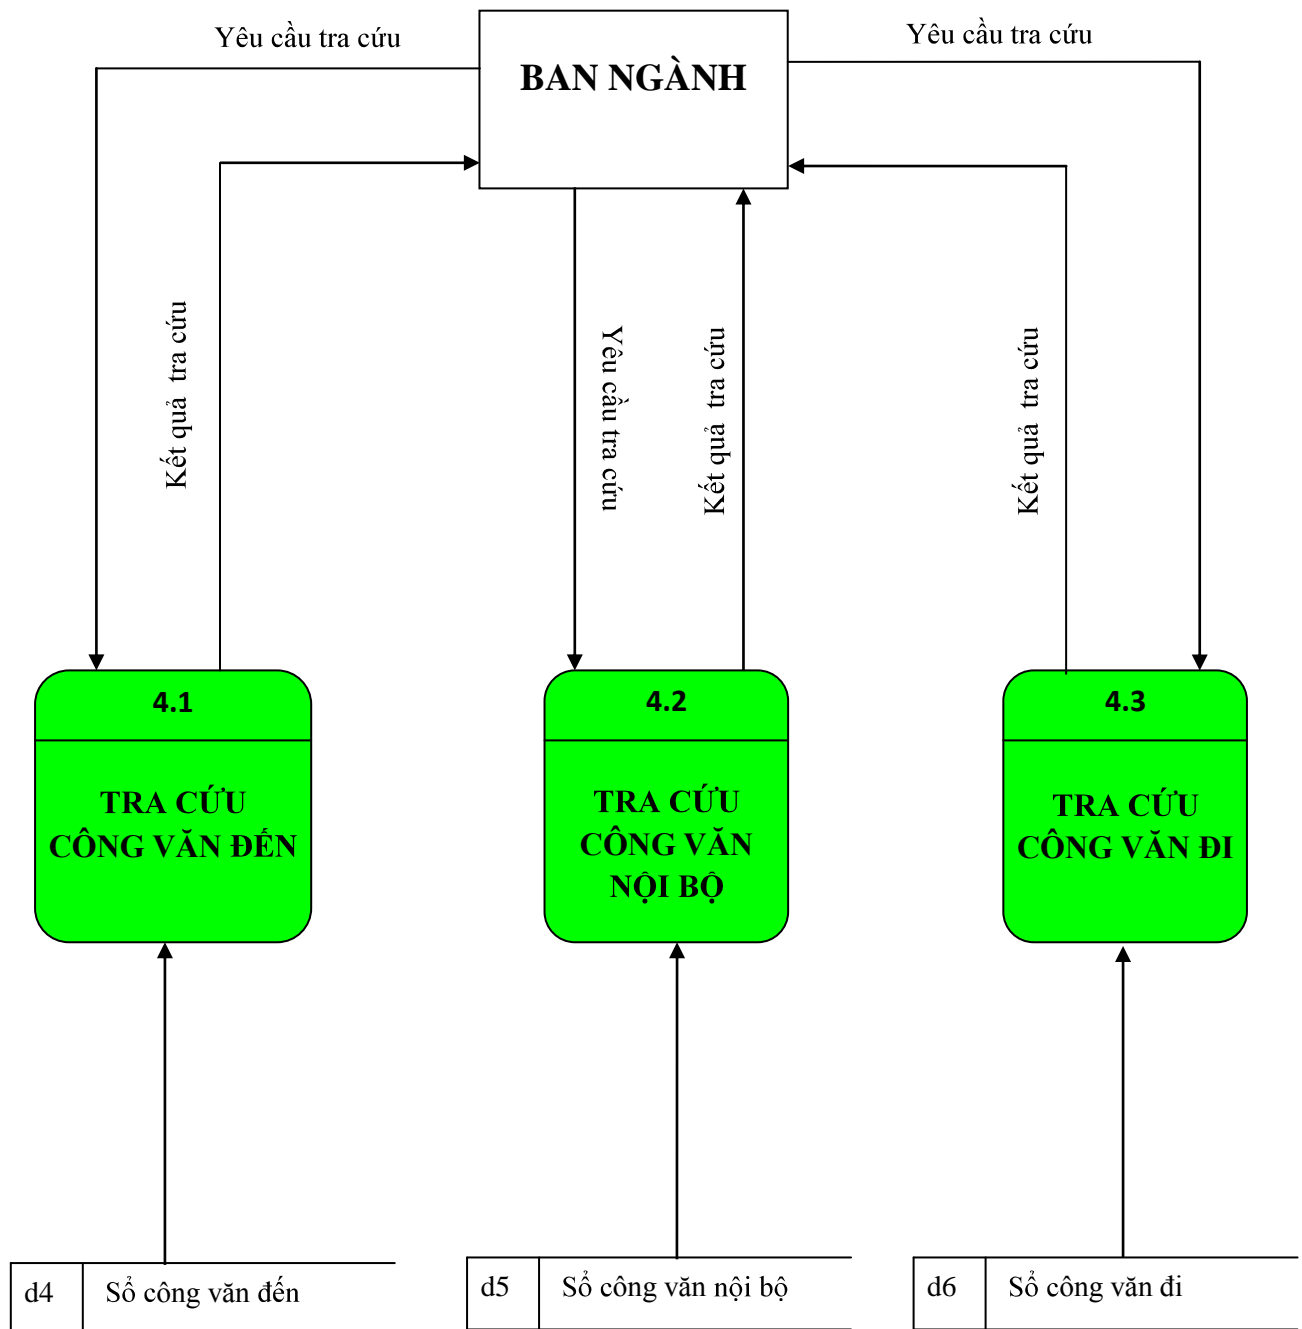 Yêu cầu tra cứu
Yêu cầu tra cứu
BAN NGÀNH
Kết quả tra cứu
Yêu cầu tra cứu
Kết quả tra cứu
Kết quả tra cứu
4.1
TRA CỨU
CÔNG VĂN ĐẾN
4.2
TRA CỨU
CÔNG VĂN
NỘI BỘ
4.3
TRA CỨU
CÔNG VĂN ĐI
d4 Sổ công văn đến
d5 Sổ công văn nội bộ
d6 Sổ công văn đi